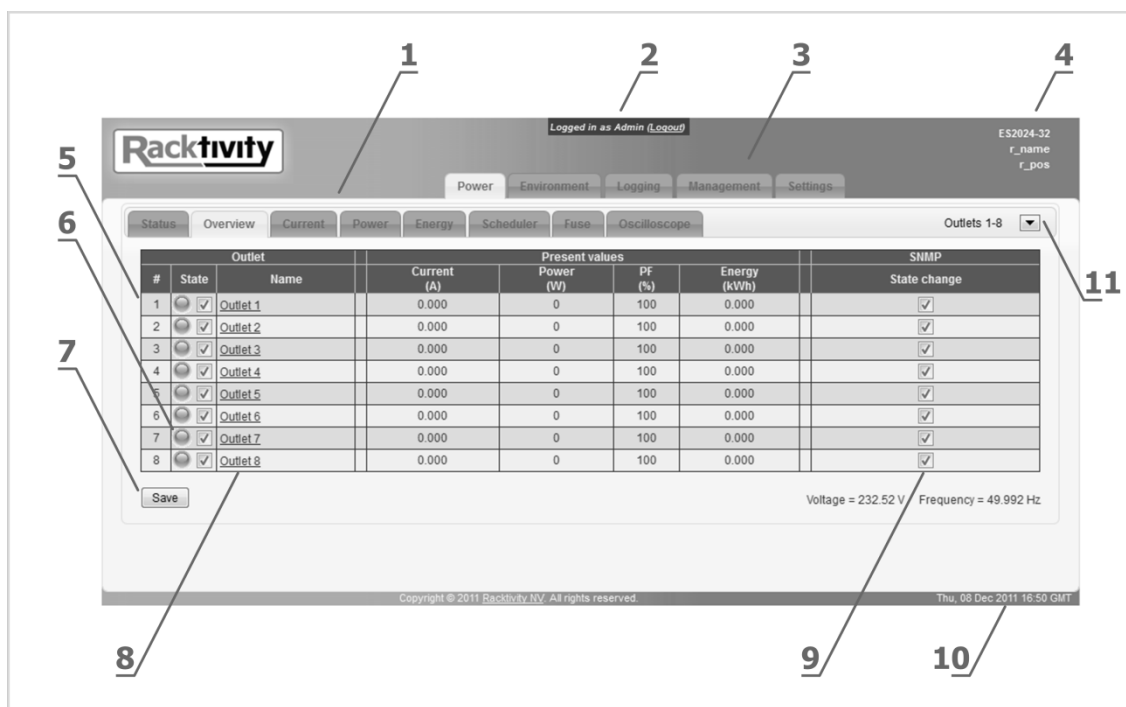 1
2
3
4
Logged in as Admin (Logout)
Racktivity
ES2024-32
r_name
r_pos
5
Power Environment Logging Management Settings
6
Status Overview Current Power Energy Scheduler Fuse Oscilloscope Outlets 1-8
11
Outlet Present values SNMP
# State Name Current (A) Power (W) PF (%) Energy (kWh) State change
1 Outlet 1 0.000 0 100 0.000
2 Outlet 2 0.000 0 100 0.000
3 Outlet 3 0.000 0 100 0.000
7
4 Outlet 4 0.000 0 100 0.000
5 Outlet 5 0.000 0 100 0.000
6 Outlet 6 0.000 0 100 0.000
7 Outlet 7 0.000 0 100 0.000
8 Outlet 8 0.000 0 100 0.000
Save
Voltage = 232.52 V Frequency = 49.992 Hz
Copyright © 2011 Racktivity NV. All rights reserved. Thu, 08 Dec 2011 16:50 GMT
8
9
10